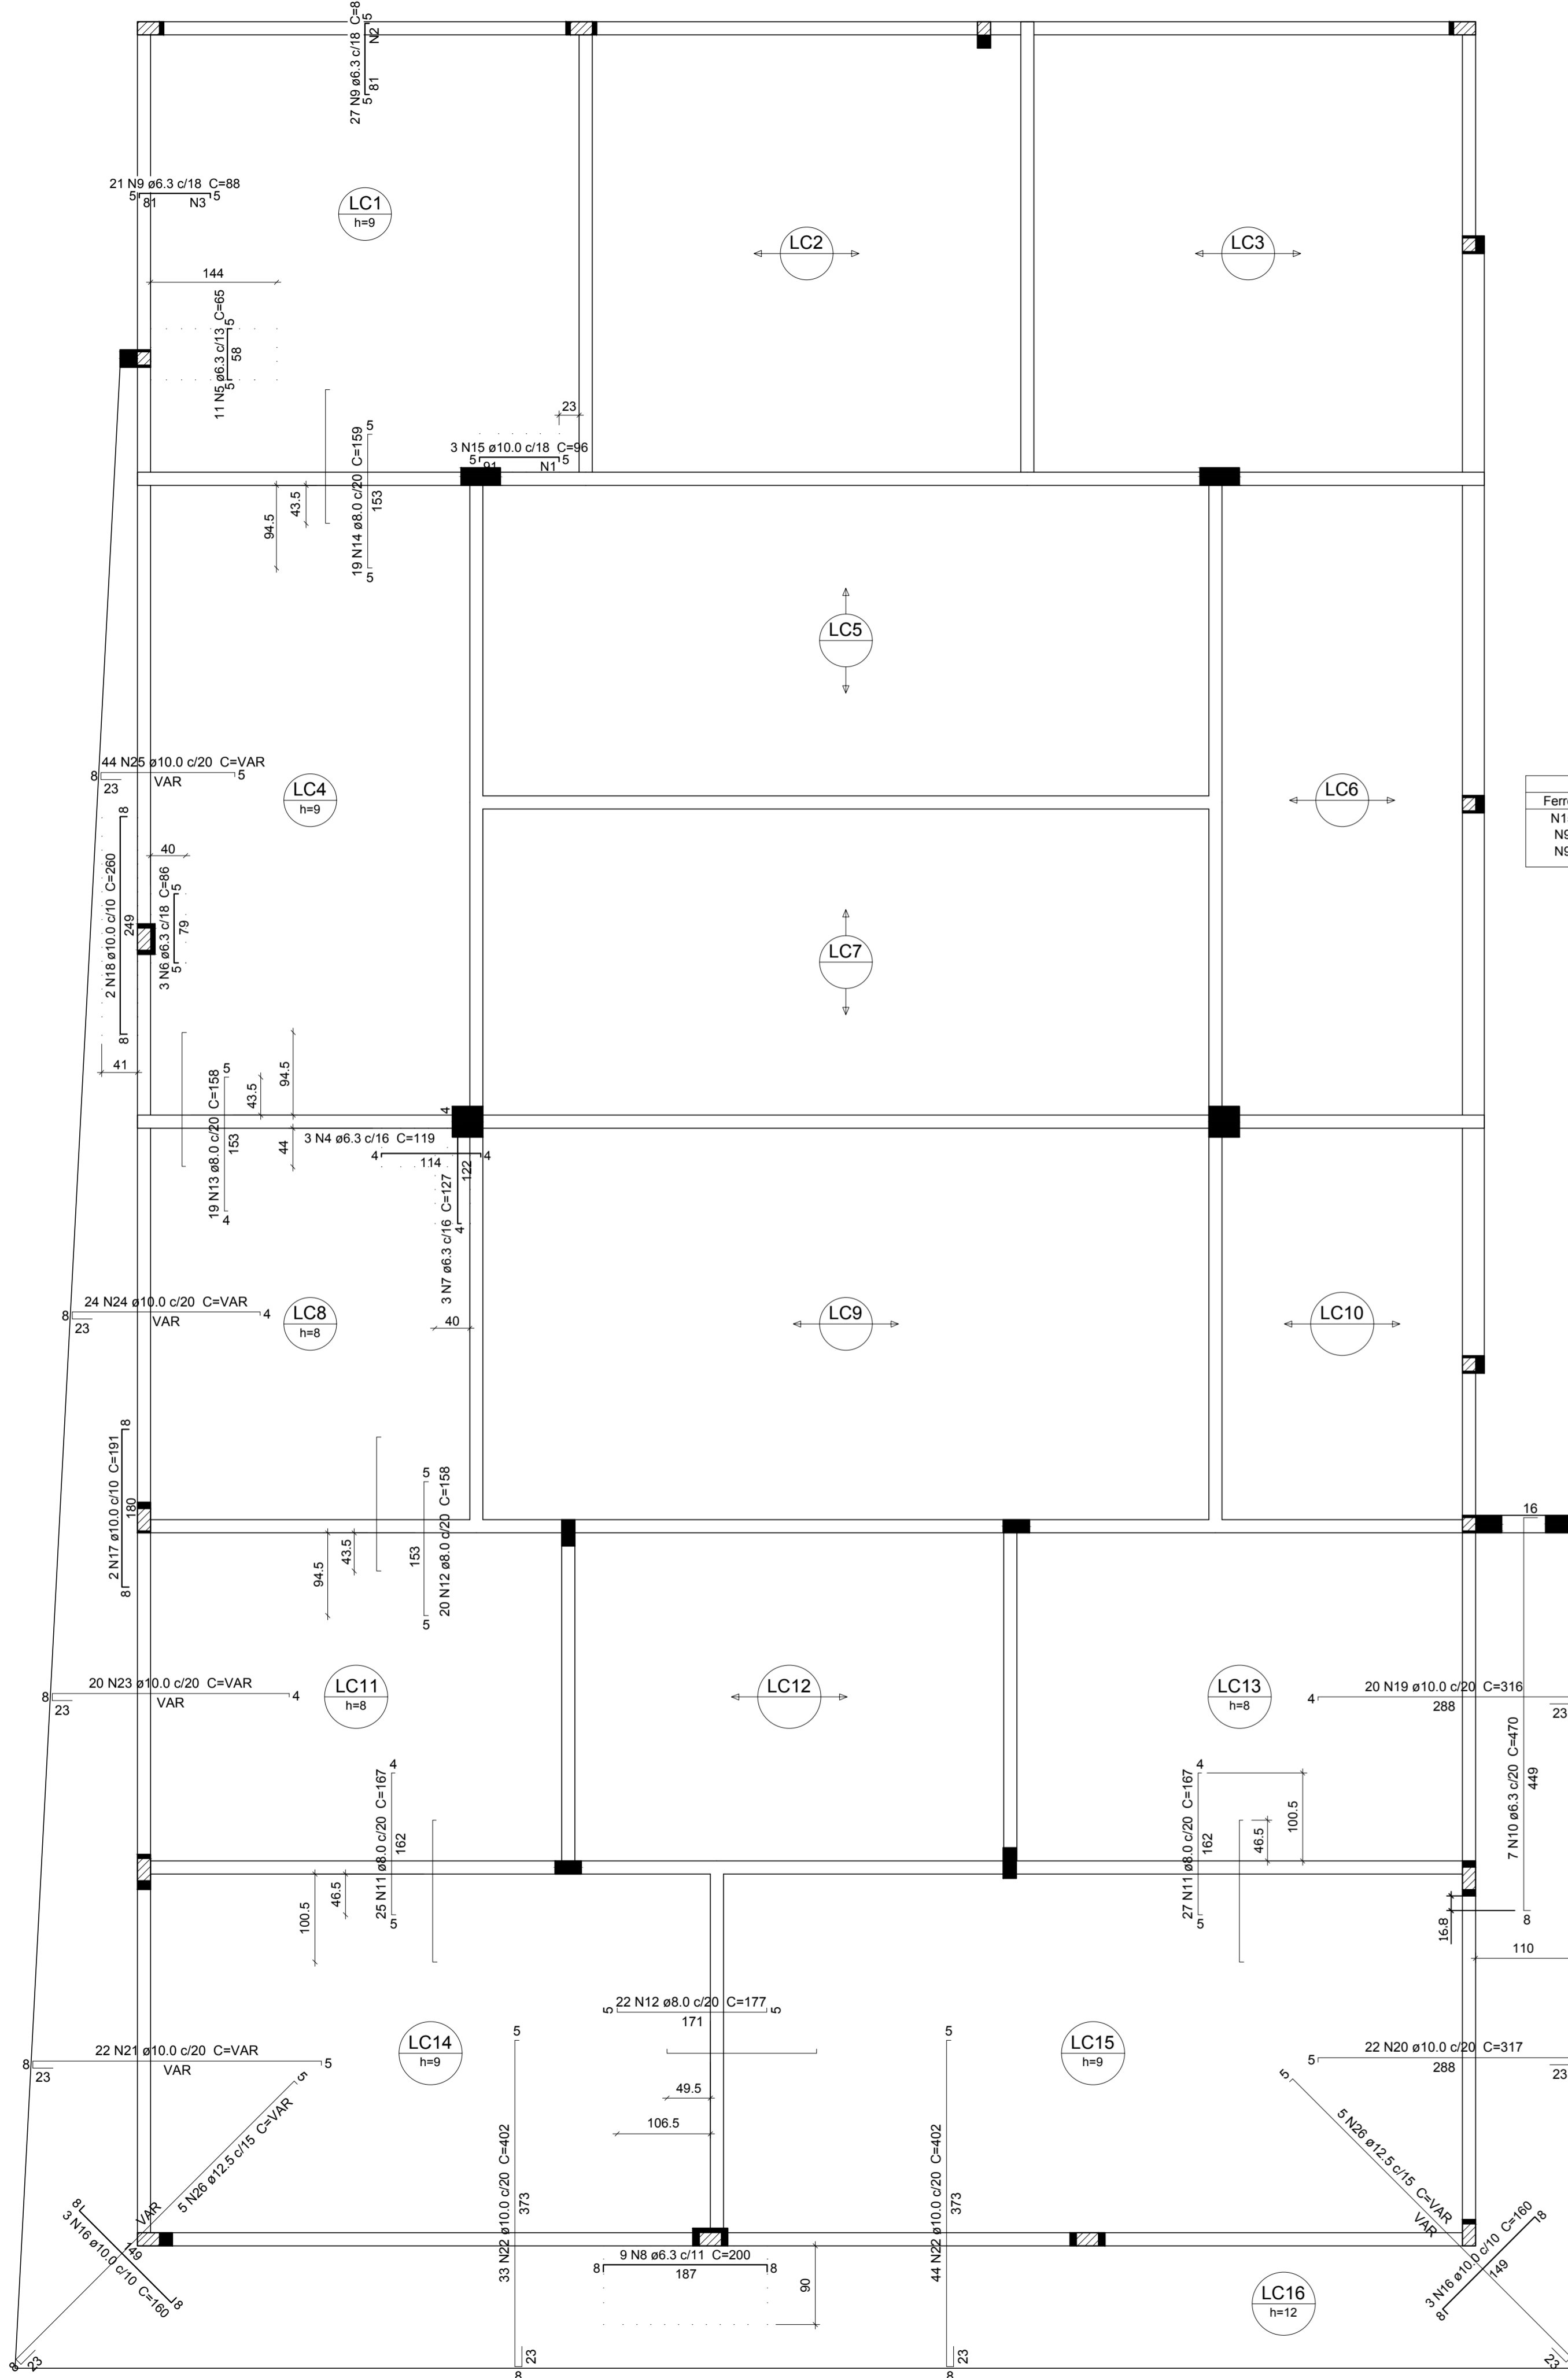 27 N9 ø6.3 c/18 C=8
5
N2
81
5
21 N9 ø6.3 c/18 C=88
5
81
N3
5
LC1
h=9
LC2
LC3
144
11 N5 ø6.3 c/13 C=65
5
58
5
23
3 N15 ø10.0 c/18 C=96
5
91
N1
5
19 N14 ø8.0 c/20 C=159
5
153
5
43.5
94.5
LC5
44 N25 ø10.0 c/20 C=VAR
8
23
VAR
5
LC4
h=9
LC6
Ferr
N1
N9
N9
40
2 N18 ø10.0 c/10 C=260
8
249
8
3 N6 ø6.3 c/18 C=86
5
79
5
LC7
41
19 N13 ø8.0 c/20 C=158
5
153
4
43.5
94.5
44
3 N4 ø6.3 c/16 C=119
4
114
4
3 N7 ø6.3 c/16 C=127
4
122
4
40
24 N24 ø10.0 c/20 C=VAR
8
23
VAR
4
LC8
h=8
LC9
LC10
2 N17 ø10.0 c/10 C=191
8
180
8
20 N12 ø8.0 c/20 C=158
5
153
5
43.5
94.5
16
20 N23 ø10.0 c/20 C=VAR
8
23
VAR
4
LC11
h=8
LC12
LC13
h=8
20 N19 ø10.0 c/20 C=316
4
288
23
7 N10 ø6.3 c/20 C=470
449
8
25 N11 ø8.0 c/20 C=167
4
162
5
46.5
100.5
27 N11 ø8.0 c/20 C=167
4
162
5
46.5
100.5
16.8
110
22 N12 ø8.0 c/20 C=177
5
171
5
22 N21 ø10.0 c/20 C=VAR
8
23
VAR
5
LC14
h=9
LC15
h=9
22 N20 ø10.0 c/20 C=317
5
288
23
49.5
106.5
5 N26 ø12.5 c/15 C=VAR
5
VAR
8
23
5 N26 ø12.5 c/15 C=VAR
5
VAR
23
33 N22 ø10.0 c/20 C=402
5
373
23
8
44 N22 ø10.0 c/20 C=402
5
373
23
8
3 N16 ø10.0 c/10 C=160
8
149
8
9 N8 ø6.3 c/11 C=200
8
187
8
90
LC16
h=12
3 N16 ø10.0 c/10 C=160
8
149
8